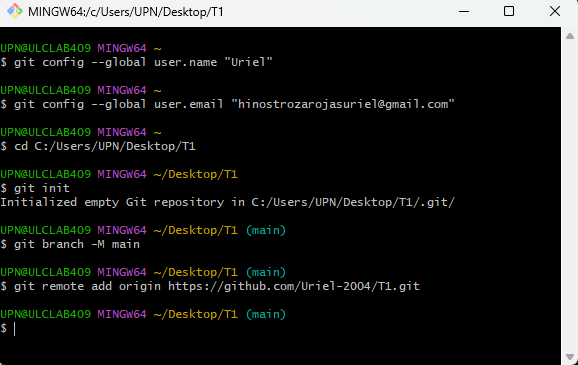 MINGW64:/c/Users/UPN/Desktop/T1
UPN@ULCLAB409 MINGW64 ~
$ git config --global user.name "Uriel"
UPN@ULCLAB409 MINGW64 ~
$ git config --global user.email "hinostrozarojasuriel@gmail.com"
UPN@ULCLAB409 MINGW64 ~
$ cd C:/Users/UPN/Desktop/T1
UPN@ULCLAB409 MINGW64 ~/Desktop/T1
$ git init
Initialized empty Git repository in C:/Users/UPN/Desktop/T1/.git/
UPN@ULCLAB409 MINGW64 ~/Desktop/T1 (main)
$ git branch -M main
UPN@ULCLAB409 MINGW64 ~/Desktop/T1 (main)
$ git remote add origin https://github.com/Uriel-2004/T1.git
UPN@ULCLAB409 MINGW64 ~/Desktop/T1 (main)
$